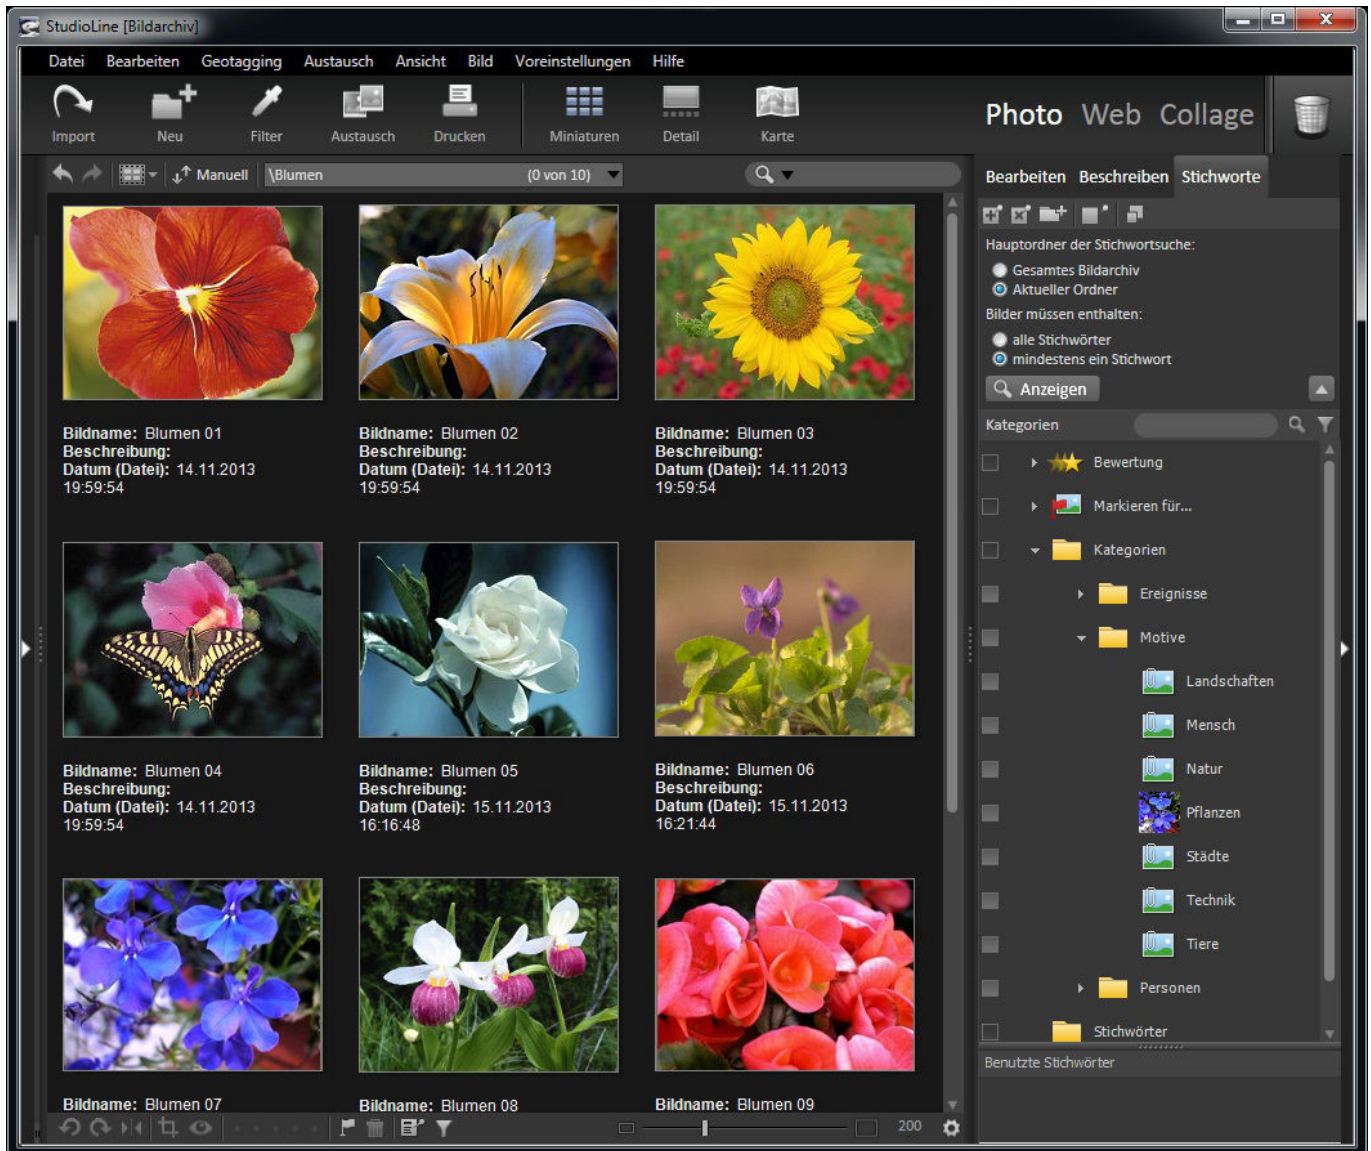 StudioLine [Bildarchiv]
Datei Bearbeiten Geotagging Austausch Ansicht Bild Voreinstellungen Hilfe
Import Neu Filter Austausch Drucken Miniaturen Detail Karte
Photo Web Collage
Manuell \Blumen (0 von 10)
Bildname: Blumen 01
Beschreibung:
Datum (Datei): 14.11.2013
19:59:54
Bildname: Blumen 02
Beschreibung:
Datum (Datei): 14.11.2013
19:59:54
Bildname: Blumen 03
Beschreibung:
Datum (Datei): 14.11.2013
19:59:54
Bildname: Blumen 04
Beschreibung:
Datum (Datei): 14.11.2013
19:59:54
Bildname: Blumen 05
Beschreibung:
Datum (Datei): 15.11.2013
16:16:48
Bildname: Blumen 06
Beschreibung:
Datum (Datei): 15.11.2013
16:21:44
Bildname: Blumen 07
Bildname: Blumen 08
Bildname: Blumen 09
200
Bearbeiten Beschreiben Stichworte
Hauptordner der Stichwortsuche:
Gesamtes Bildarchiv
Aktueller Ordner
Bilder müssen enthalten:
alle Stichwörter
mindestens ein Stichwort
Anzeigen
Kategorien
Bewertung
Markieren für...
Kategorien
Ereignisse
Motive
Landschaften
Mensch
Natur
Pflanzen
Städte
Technik
Tiere
Personen
Stichwörter
Benutzte Stichwörter